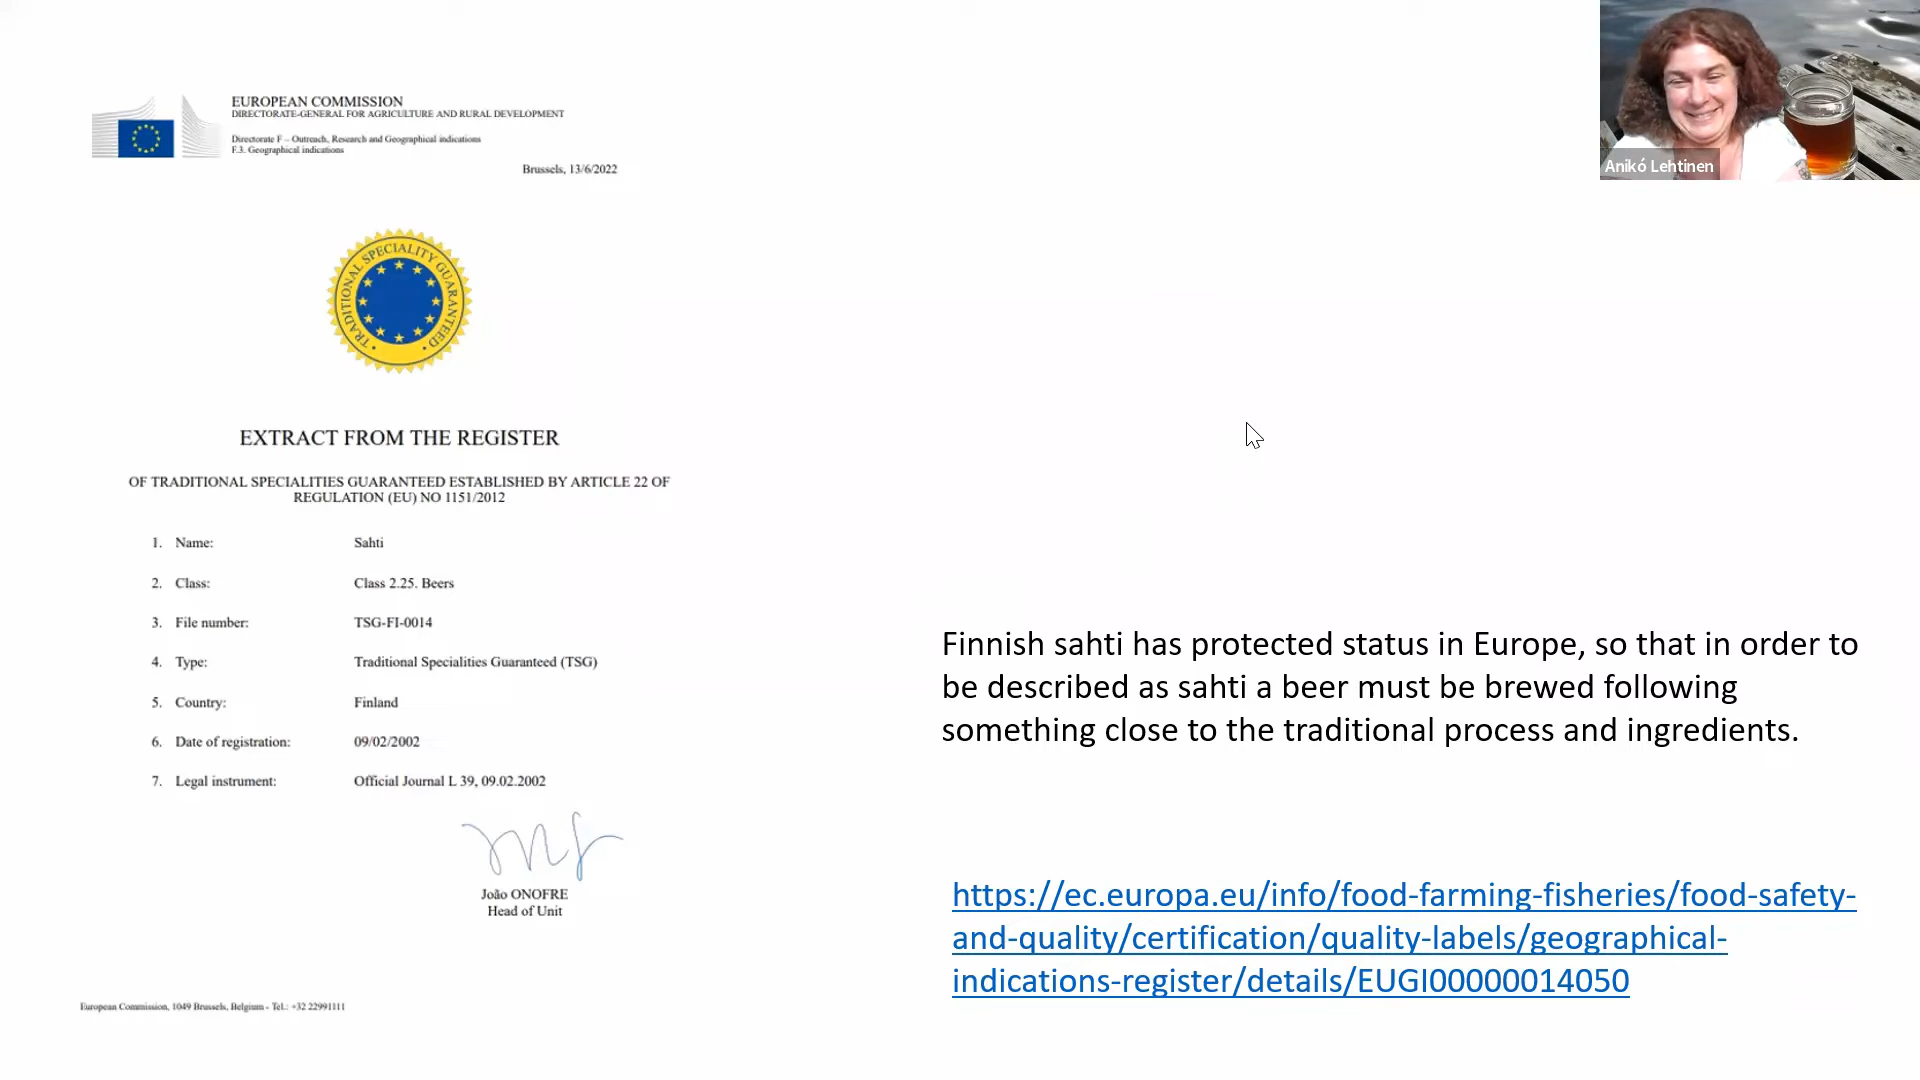 EUROPEAN COMMISSION
DIRECTORATE-GENERAL FOR AGRICULTURE AND RURAL DEVELOPMENT
Directorate F – Outreach, Research and Geographical indications
F.3. Geographical indications
Brussels, 13/6/2022
TRADITIONAL SPECIALITY GUARANTEED
EXTRACT FROM THE REGISTER
OF TRADITIONAL SPECIALITIES GUARANTEED ESTABLISHED BY ARTICLE 22 OF
REGULATION (EU) NO 1151/2012
1. Name: Sahti
2. Class: Class 2.25. Beers
3. File number: TSG-FI-0014
4. Type: Traditional Specialities Guaranteed (TSG)
5. Country: Finland
6. Date of registration: 09/02/2002
7. Legal instrument: Official Journal L 39, 09.02.2002
João ONOFRE
Head of Unit
European Commission, 1049 Brussels, Belgium - Tel.: +32 22991111
Anikó Lehtinen
Finnish sahti has protected status in Europe, so that in order to
be described as sahti a beer must be brewed following
something close to the traditional process and ingredients.
https://ec.europa.eu/info/food-farming-fisheries/food-safety-
and-quality/certification/quality-labels/geographical-
indications-register/details/EUGI00000014050